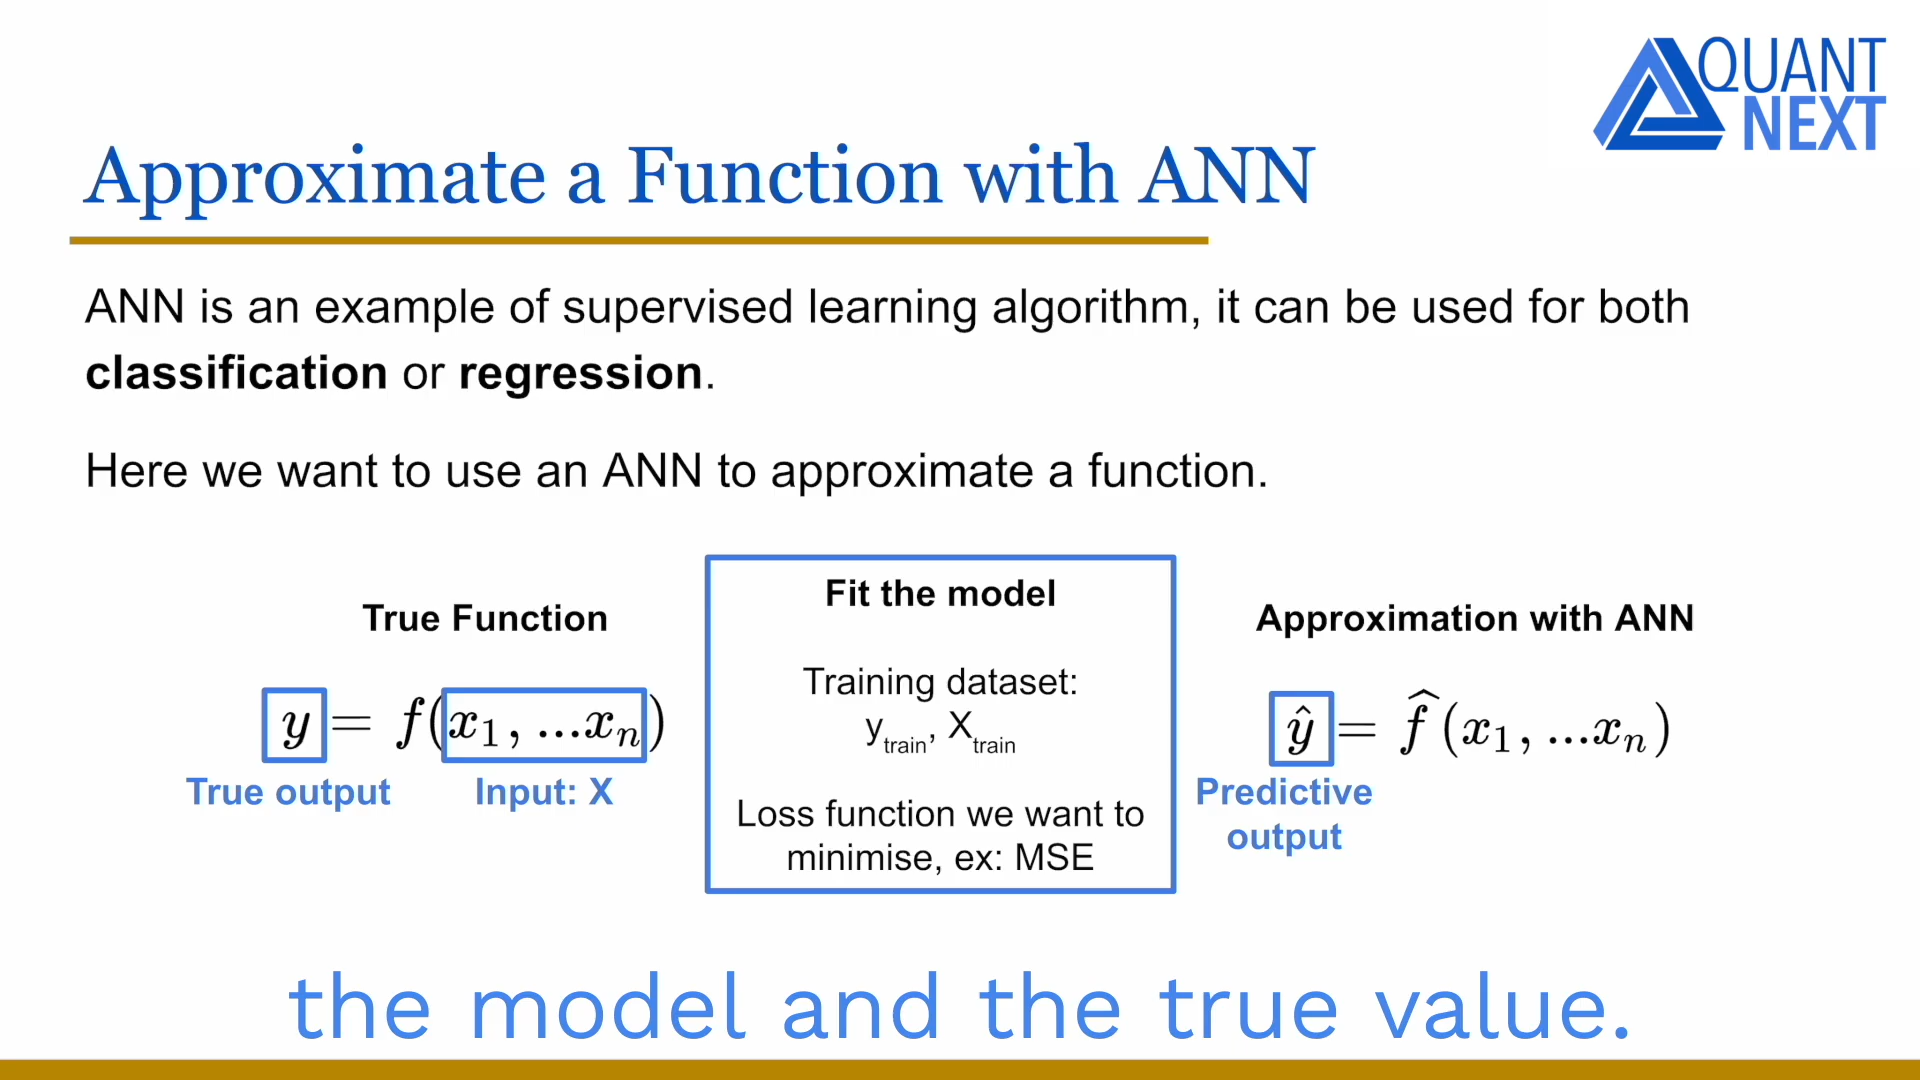 QUANT
NEXT
Approximate a Function with ANN
ANN is an example of supervised learning algorithm, it can be used for both
classification or regression.
Here we want to use an ANN to approximate a function.
True Function
y = f(x₁, ...xₙ)
True output
Input: X
Fit the model
Training dataset:
y_train, X_train
Loss function we want to
minimise, ex: MSE
Approximation with ANN
ŷ = f̂(x₁, ...xₙ)
Predictive
output
the model and the true value.